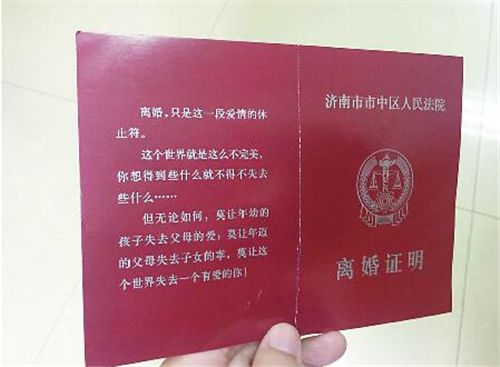 离婚，只是这一段爱情的休
止符。
这个世界就是这么不完美，
你想得到些什么就不得不失去
些什么……
但无论如何，莫让年幼的
孩子失去父母的爱；莫让年迈
的父母失去子女的孝，莫让这
个世界失去一个有爱的你！
济南市市中区人民法院
离婚证明